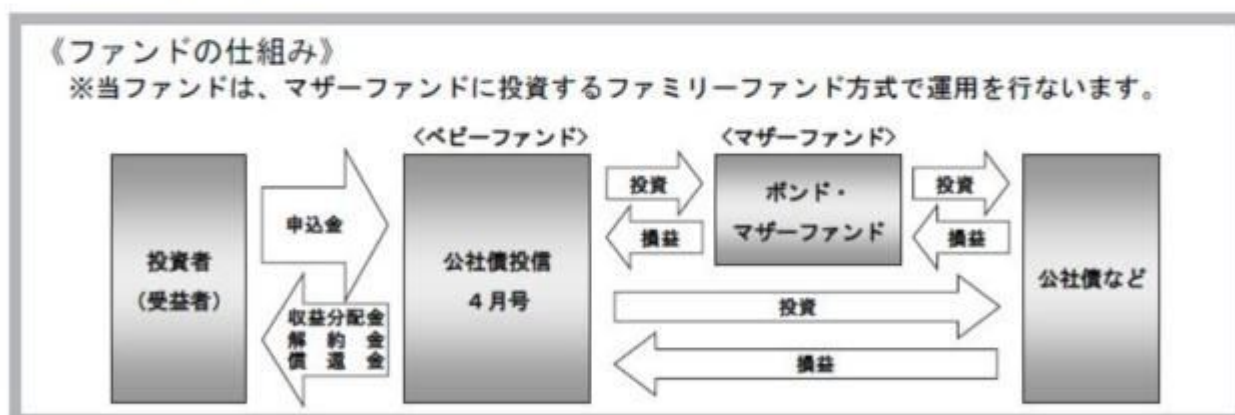 《ファンドの仕組み》
※当ファンドは、マザーファンドに投資するファミリーファンド方式で運用を行ないます。
〈ベビーファンド〉
〈マザーファンド〉
投資者
(受益者)
申込金
収益分配金
解約金
償還金
公社債投信
4月号
投資
損益
ボンド・
マザーファンド
投資
損益
投資
損益
公社債など